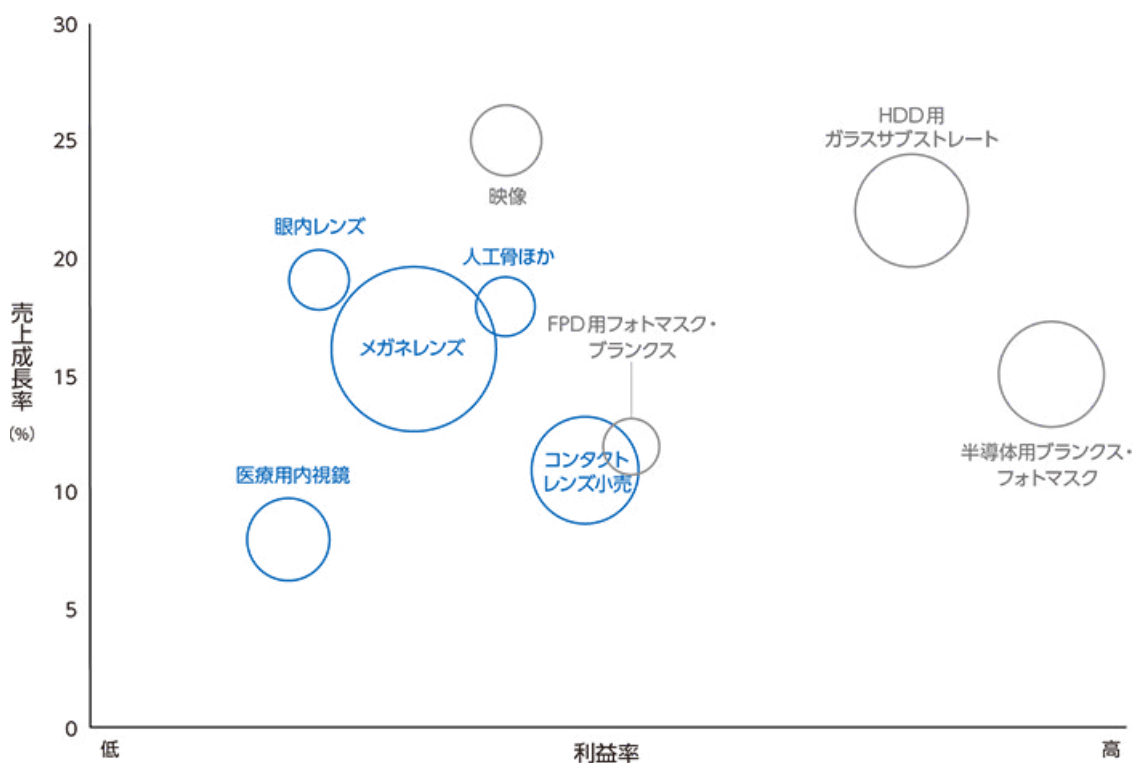 30
25
20
15
10
5
0
売上成長率
(%)
HDD用
ガラスサブストレート
映像
眼内レンズ
人工骨ほか
FPD用フォトマスク・
ブランクス
メガネレンズ
コンタクト
レンズ小売
半導体用ブランクス・
フォトマスク
医療用内視鏡
低
利益率
高